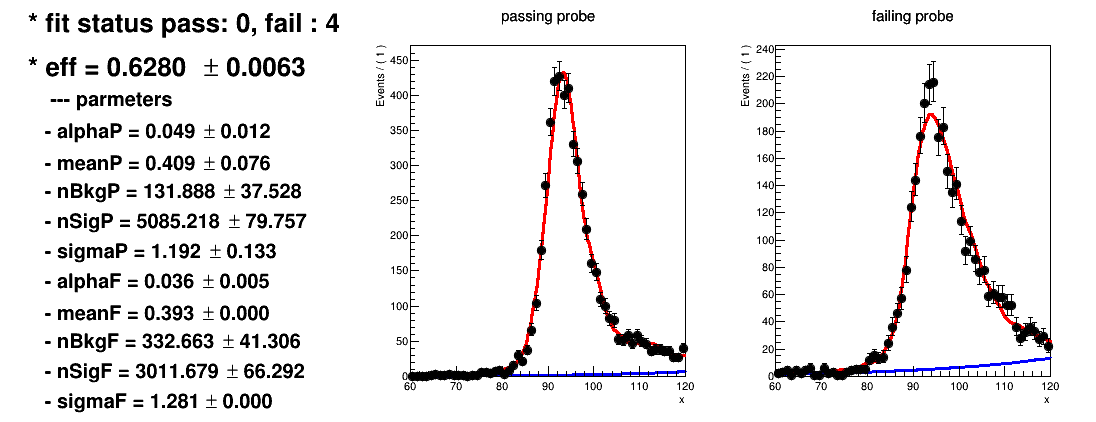 * fit status pass: 0, fail : 4
* eff = 0.6280 ± 0.0063
--- parmeters
- alphaP = 0.049 ± 0.012
- meanP = 0.409 ± 0.076
- nBkgP = 131.888 ± 37.528
- nSigP = 5085.218 ± 79.757
- sigmaP = 1.192 ± 0.133
- alphaF = 0.036 ± 0.005
- meanF = 0.393 ± 0.000
- nBkgF = 332.663 ± 41.306
- nSigF = 3011.679 ± 66.292
- sigmaF = 1.281 ± 0.000
passing probe
Events / ( 1 )
450
400
350
300
250
200
150
100
50
0
60 70 80 90 100 110 120
x
failing probe
Events / ( 1 )
240
220
200
180
160
140
120
100
80
60
40
20
0
60 70 80 90 100 110 120
x